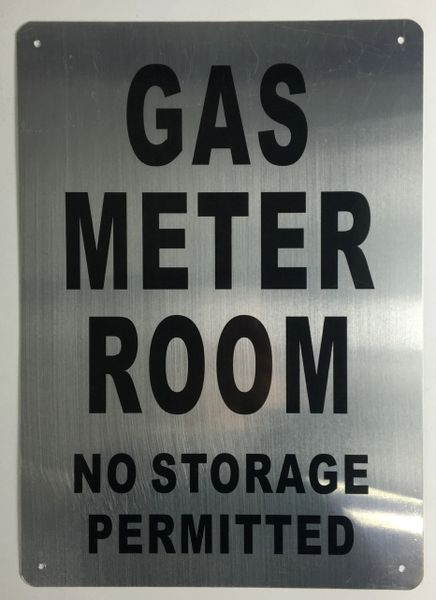 GAS
METER
ROOM
NO STORAGE
PERMITTED